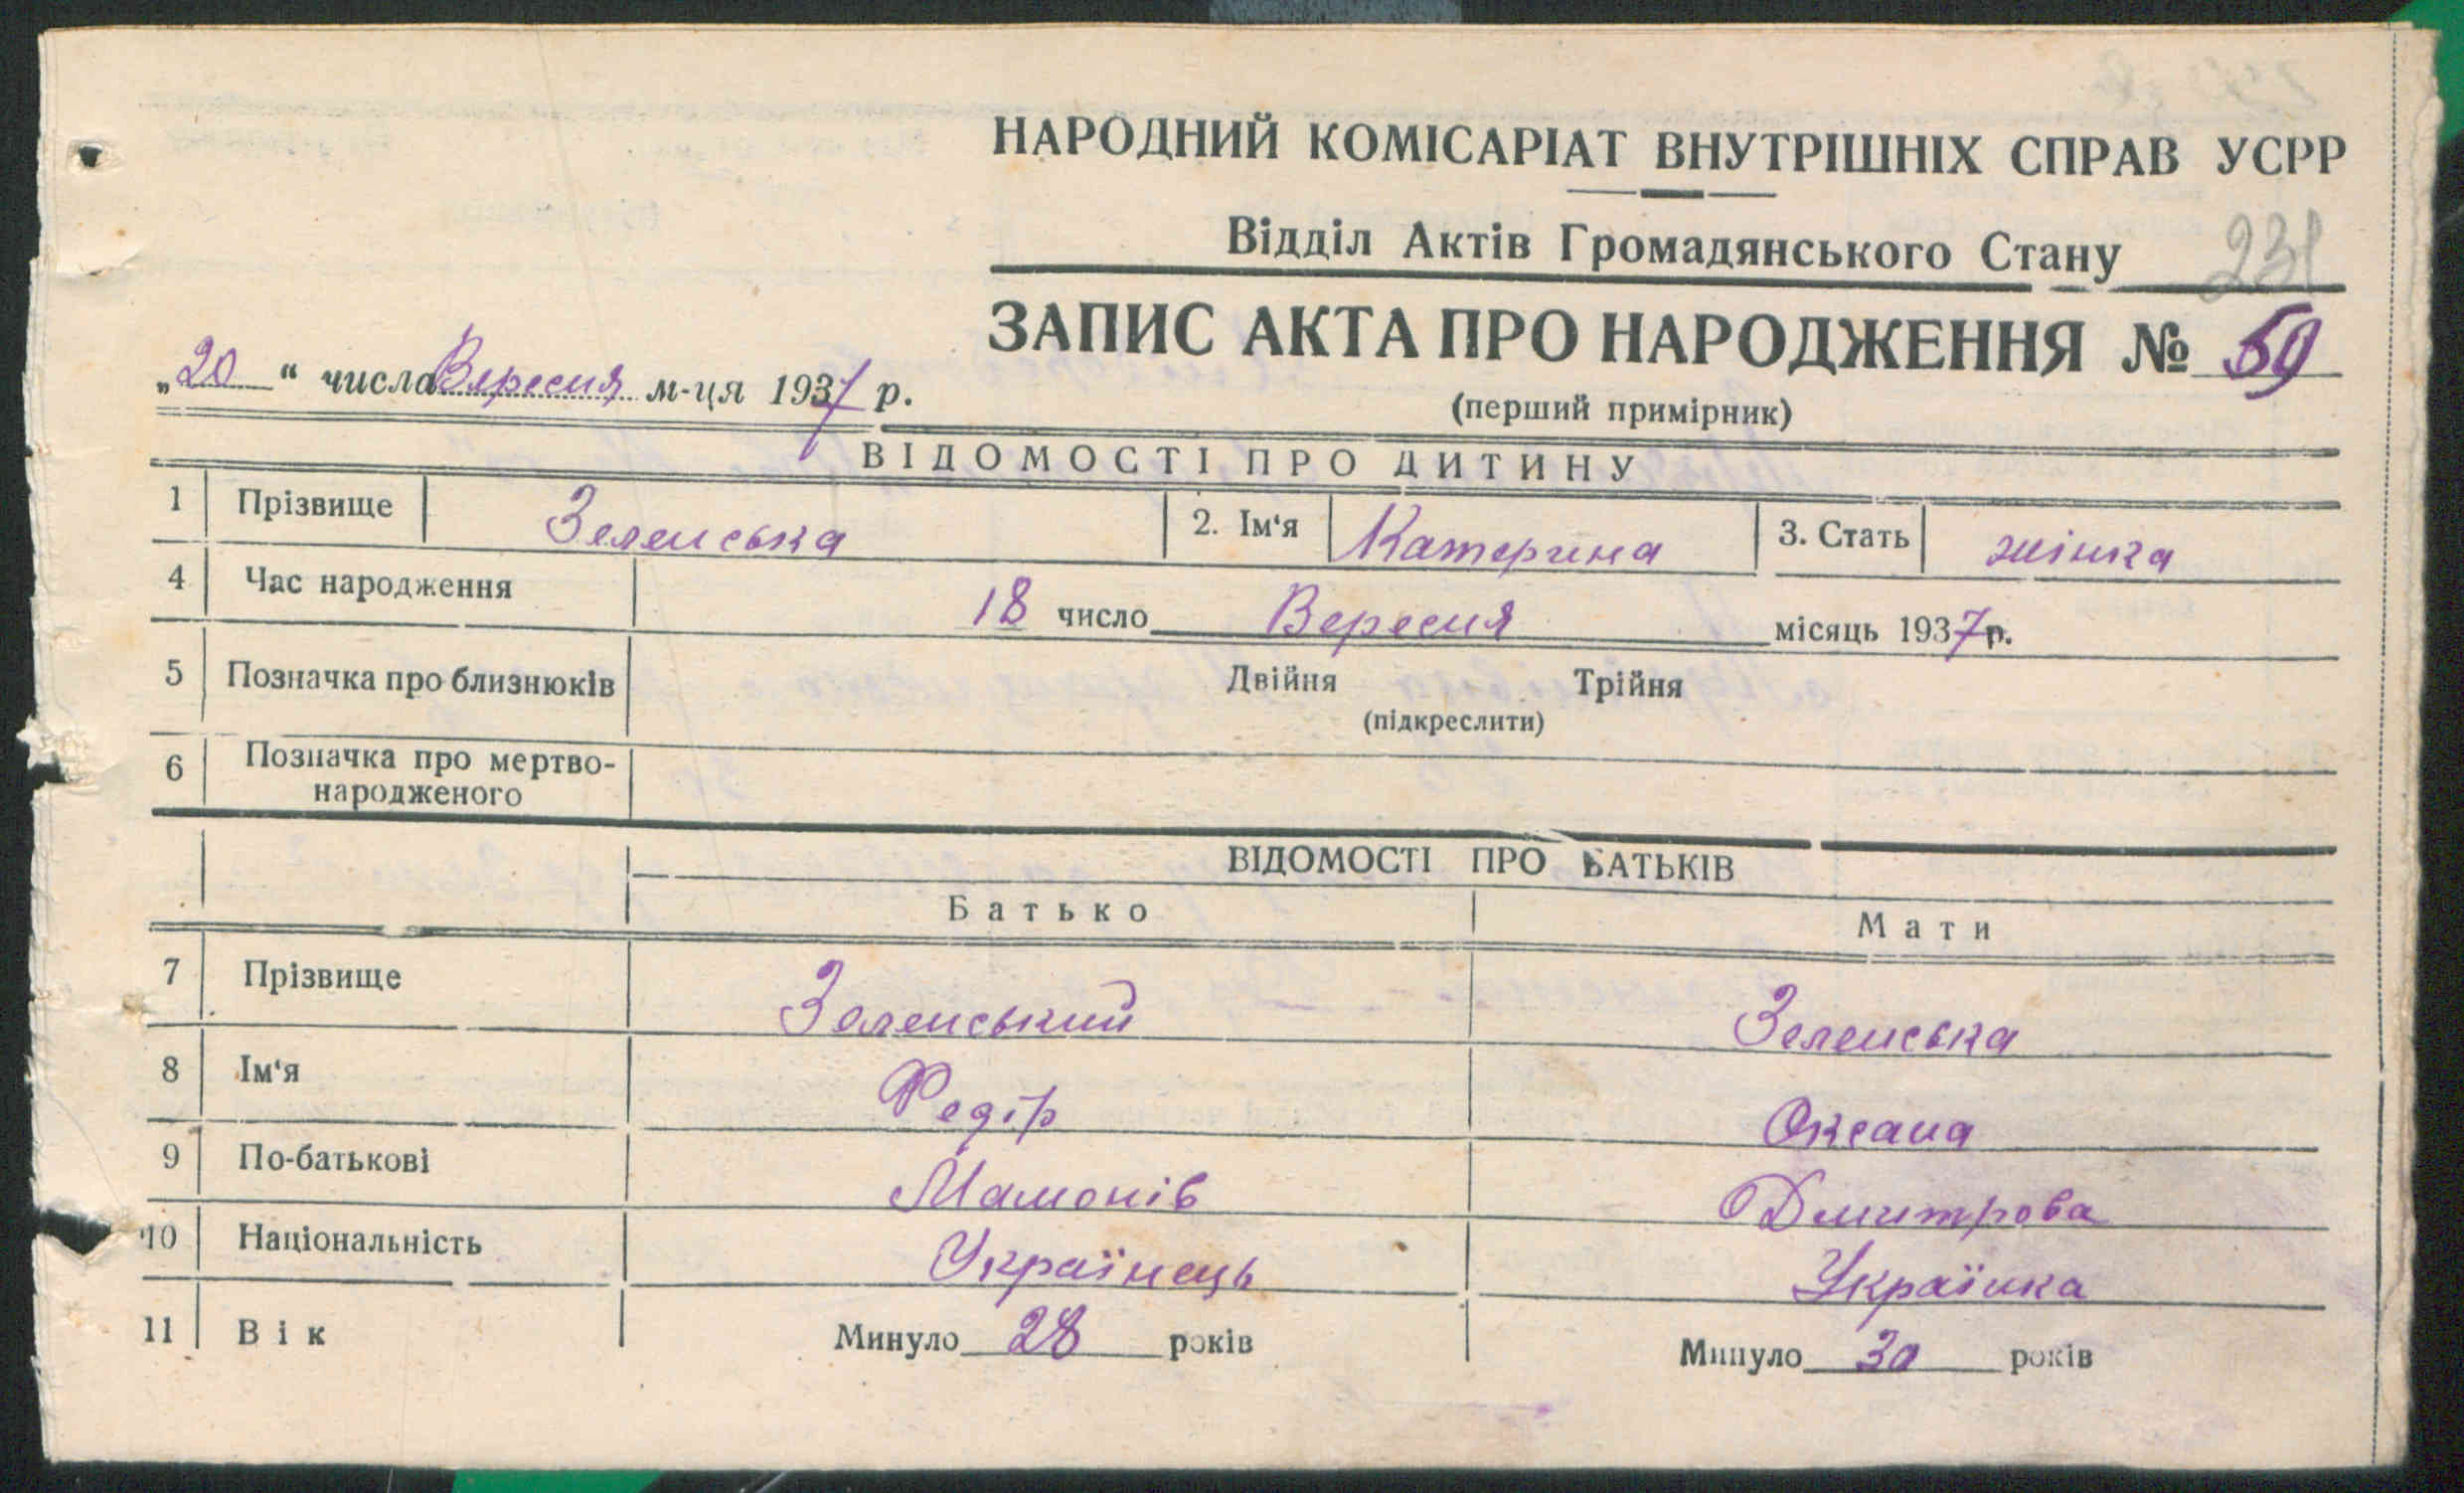 НАРОДНИЙ КОМІСАРІАТ ВНУТРІШНІХ СПРАВ УСРР
Відділ Актів Громадянського Стану
231
ЗАПИС АКТА ПРО НАРОДЖЕННЯ № 59
„20“ числа Вересня м-ця 1937 р.
(перший примірник)
ВІДОМОСТІ ПРО ДИТИНУ
1 Прізвище Зеленська 2. Ім‘я Катерина 3. Стать жінка
4 Час народження 18 число Вересня місяць 1937р.
5 Позначка про близнюків Двійня Трійня
(підкреслити)
6 Позначка про мертво-
народженого
ВІДОМОСТІ ПРО БАТЬКІВ
Батько Мати
7 Прізвище Зеленський Зеленська
8 Ім‘я Федір Оксана
9 По-батькові Мамонів Дмитрова
10 Національність Українець Українка
11 Вік Минуло 28 років Минуло 30 років